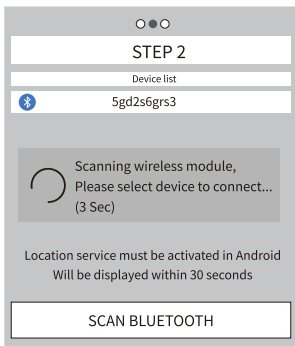 STEP 2
Device list
5gd2s6grs3
Scanning wireless module,
Please select device to connect...
(3 Sec)
Location service must be activated in Android
Will be displayed within 30 seconds
SCAN BLUETOOTH